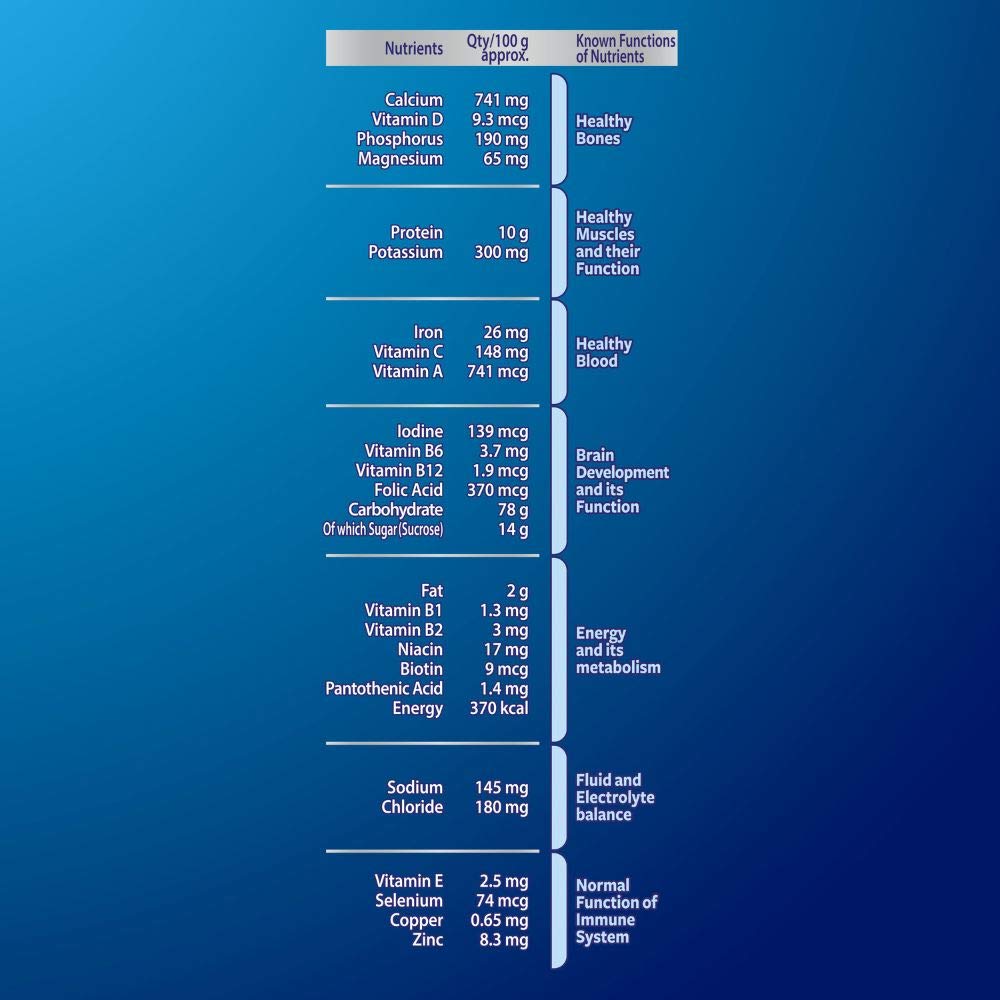 Nutrients Qty/100 g approx. Known Functions of Nutrients
Calcium 741 mg
Vitamin D 9.3 mcg
Phosphorus 190 mg
Magnesium 65 mg
Healthy
Bones
Protein 10 g
Potassium 300 mg
Healthy
Muscles
and their
Function
Iron 26 mg
Vitamin C 148 mg
Vitamin A 741 mcg
Healthy
Blood
Iodine 139 mcg
Vitamin B6 3.7 mg
Vitamin B12 1.9 mcg
Folic Acid 370 mcg
Carbohydrate 78 g
Of which Sugar (Sucrose) 14 g
Brain
Development
and its
Function
Fat 2 g
Vitamin B1 1.3 mg
Vitamin B2 3 mg
Niacin 17 mg
Biotin 9 mcg
Pantothenic Acid 1.4 mg
Energy 370 kcal
Energy
and its
metabolism
Sodium 145 mg
Chloride 180 mg
Fluid and
Electrolyte
balance
Vitamin E 2.5 mg
Selenium 74 mcg
Copper 0.65 mg
Zinc 8.3 mg
Normal
Function of
Immune
System